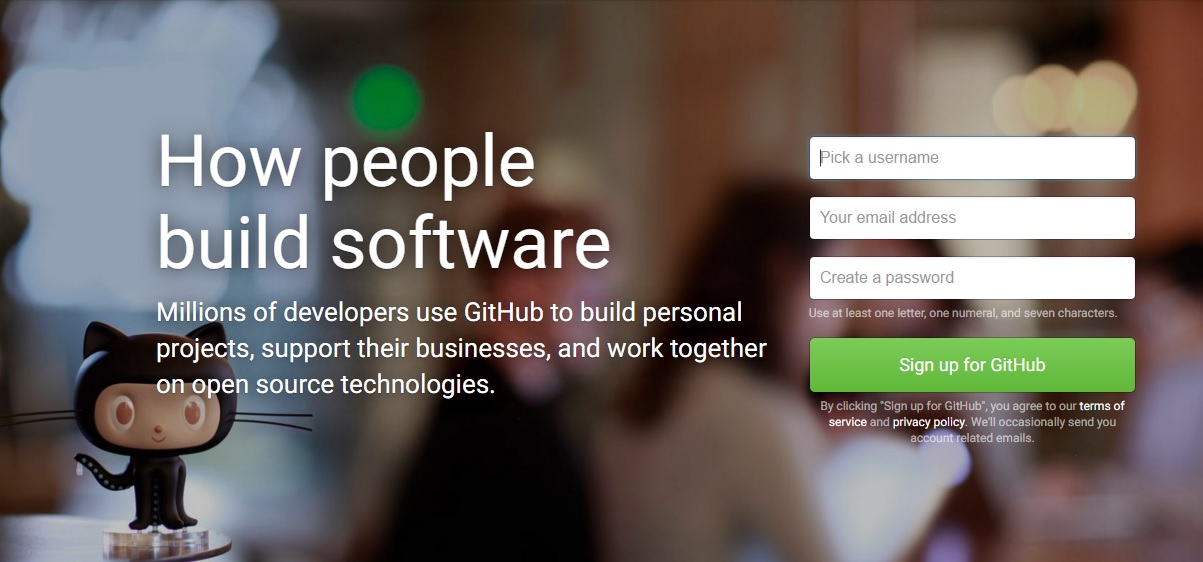 How people
build software
Millions of developers use GitHub to build personal
projects, support their businesses, and work together
on open source technologies.
Pick a username
Your email address
Create a password
Use at least one letter, one numeral, and seven characters.
Sign up for GitHub
By clicking "Sign up for GitHub", you agree to our terms of
service and privacy policy. We'll occasionally send you
account related emails.